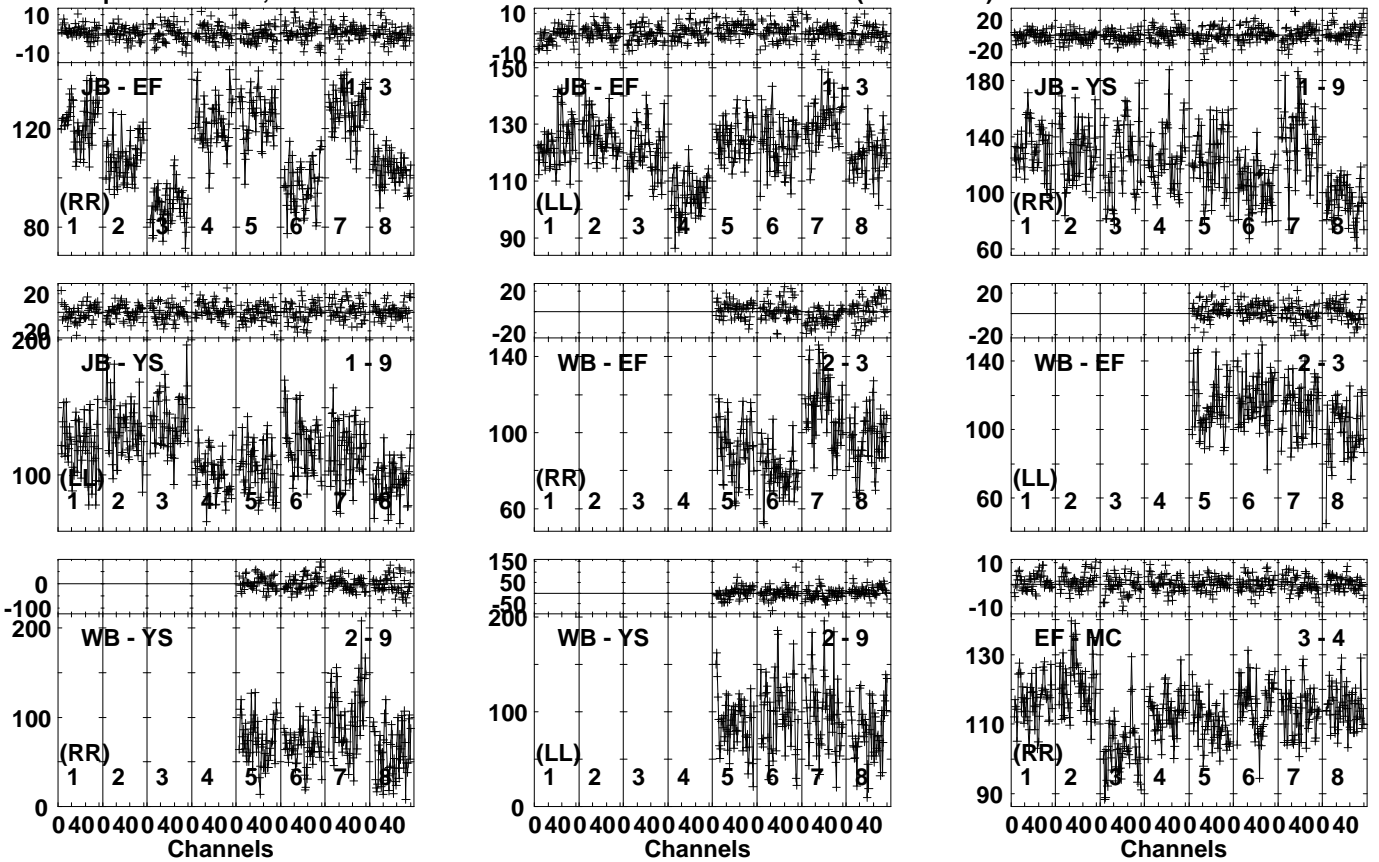 10 10 20
-10 -10 -20
JB - EF 1 - 3
120
80
(RR)
1 2 3 4 5 6 7 8
150
JB - EF 1 - 3
130
110
90
(LL)
1 2 3 4 5 6 7 8
180
JB - YS 1 - 9
140
100
60
(RR)
1 2 3 4 5 6 7 8
20 20 20
-20 -20
200
JB - YS 1 - 9
100
(LL)
1 2 3 4 5 6 7 8
140
WB - EF 2 - 3
100
60
(RR)
1 2 3 4 5 6 7 8
140
WB - EF 2 - 3
100
60
(LL)
1 2 3 4 5 6 7 8
0
-100
200
WB - YS 2 - 9
100
0
(RR)
1 2 3 4 5 6 7 8
150
50
-50
200
WB - YS 2 - 9
100
0
(LL)
1 2 3 4 5 6 7 8
10
-10
130
EF - MC 3 - 4
110
90
(RR)
1 2 3 4 5 6 7 8
0 40 0 40 0 40 0 40 0 40 0 40 0 40 0 40
Channels
0 40 0 40 0 40 0 40 0 40 0 40 0 40 0 40
Channels
0 40 0 40 0 40 0 40 0 40 0 40 0 40 0 40
Channels